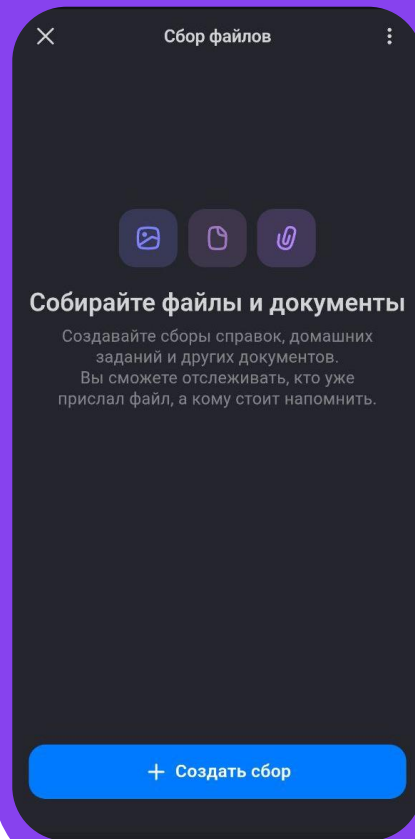 Сбор файлов
Собирайте файлы и документы
Создавайте сборы справок, домашних
заданий и других документов.
Вы сможете отслеживать, кто уже
прислал файл, а кому стоит напомнить.
Создать сбор